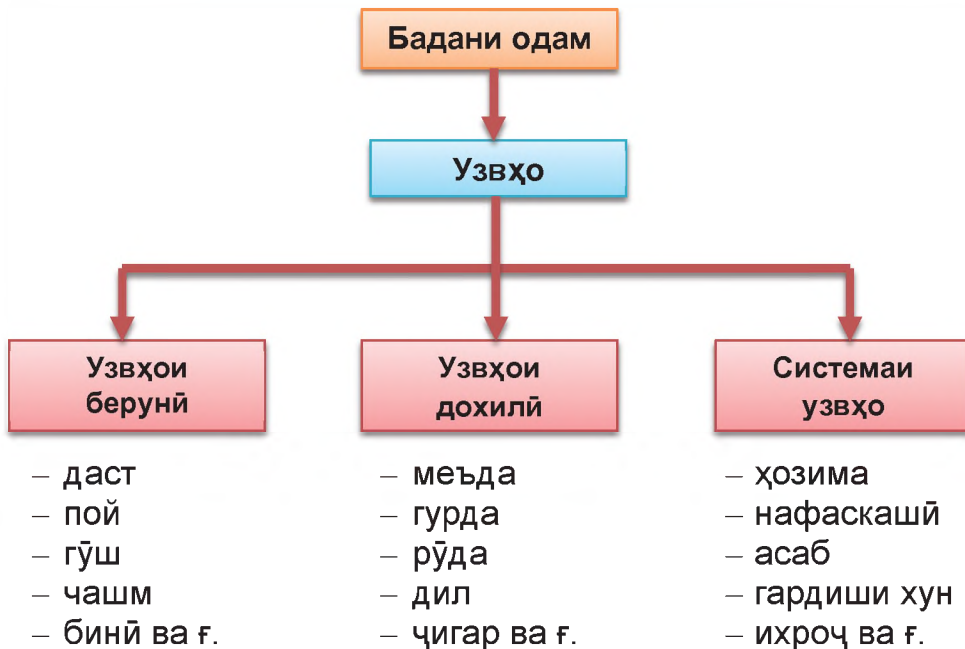 Бадани одам
Узвҳо
Узвҳои
берунӣ
– даст
– пой
– гӯш
– чашм
– бинӣ ва ғ.
Узвҳои
дохилӣ
– меъда
– гурда
– рӯда
– дил
– ҷигар ва ғ.
Системаи
узвҳо
– ҳозима
– нафаскашӣ
– асаб
– гардиши хун
– ихроҷ ва ғ.